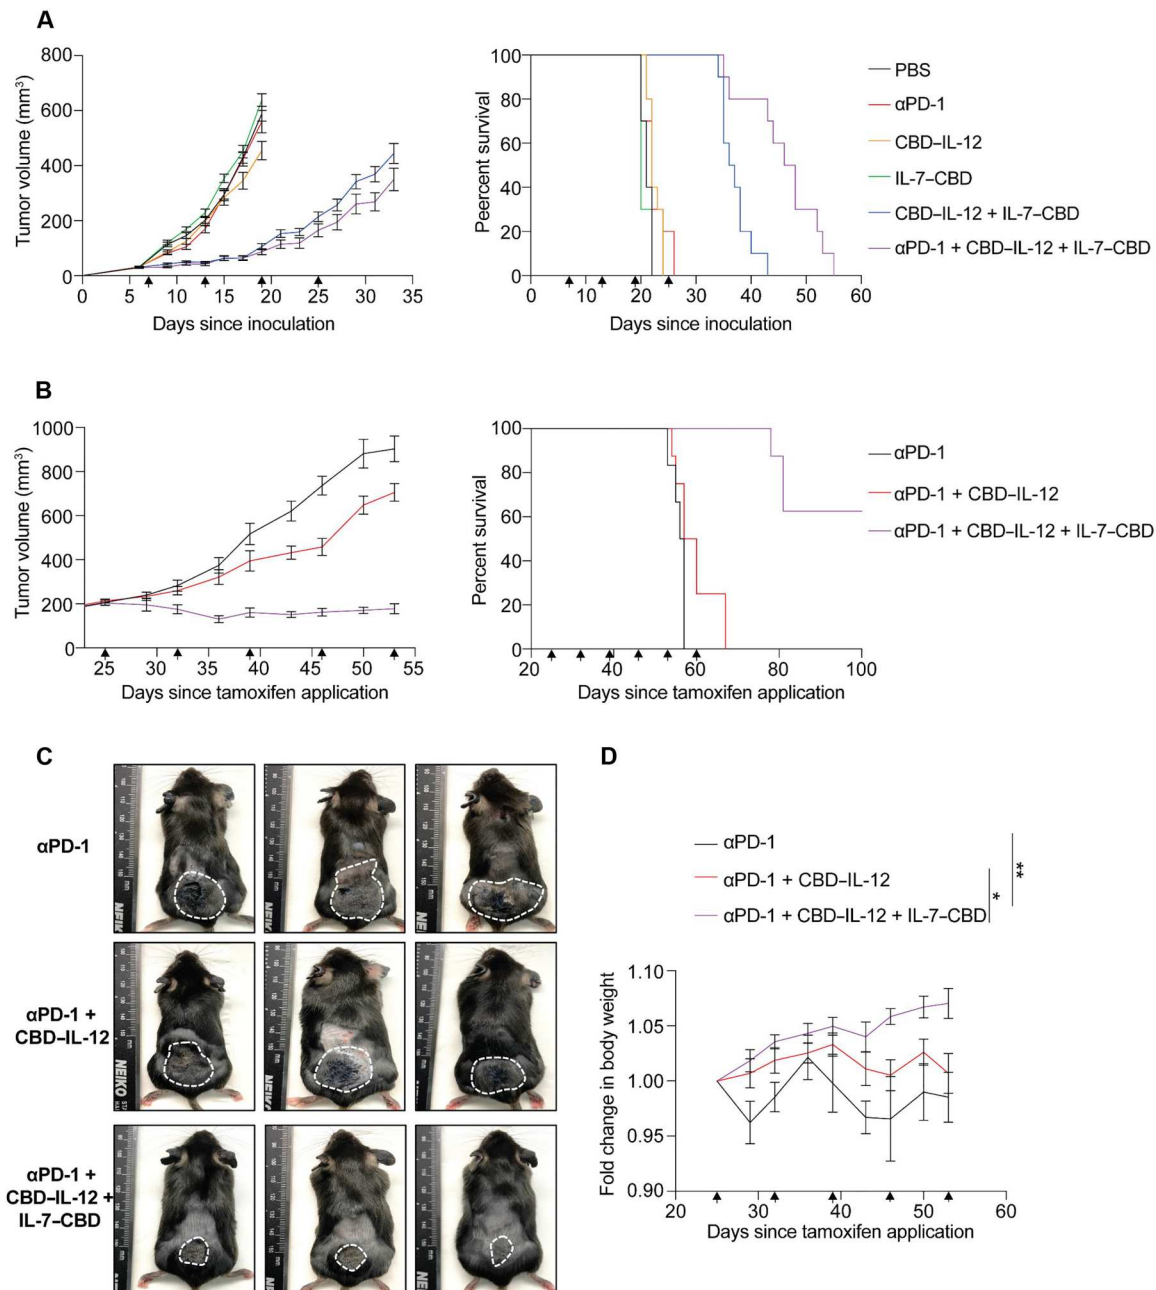 A
Tumor volume (mm³)
800
600
400
200
0
0 5 10 15 20 25 30 35
Days since inoculation
Percent survival
100
80
60
40
20
0
0 10 20 30 40 50 60
Days since inoculation
PBS
αPD-1
CBD–IL-12
IL-7–CBD
CBD–IL-12 + IL-7–CBD
αPD-1 + CBD–IL-12 + IL-7–CBD
B
Tumor volume (mm³)
1000
800
600
400
200
0
25 30 35 40 45 50 55
Days since tamoxifen application
Percent survival
100
80
60
40
20
0
20 40 60 80 100
Days since tamoxifen application
αPD-1
αPD-1 + CBD–IL-12
αPD-1 + CBD–IL-12 + IL-7–CBD
C
αPD-1
αPD-1 +
CBD–IL-12
αPD-1 +
CBD–IL-12 +
IL-7–CBD
NEIKO
D
αPD-1
αPD-1 + CBD–IL-12
αPD-1 + CBD–IL-12 + IL-7–CBD
*
**
Fold change in body weight
1.10
1.05
1.00
0.95
0.90
20 30 40 50 60
Days since tamoxifen application